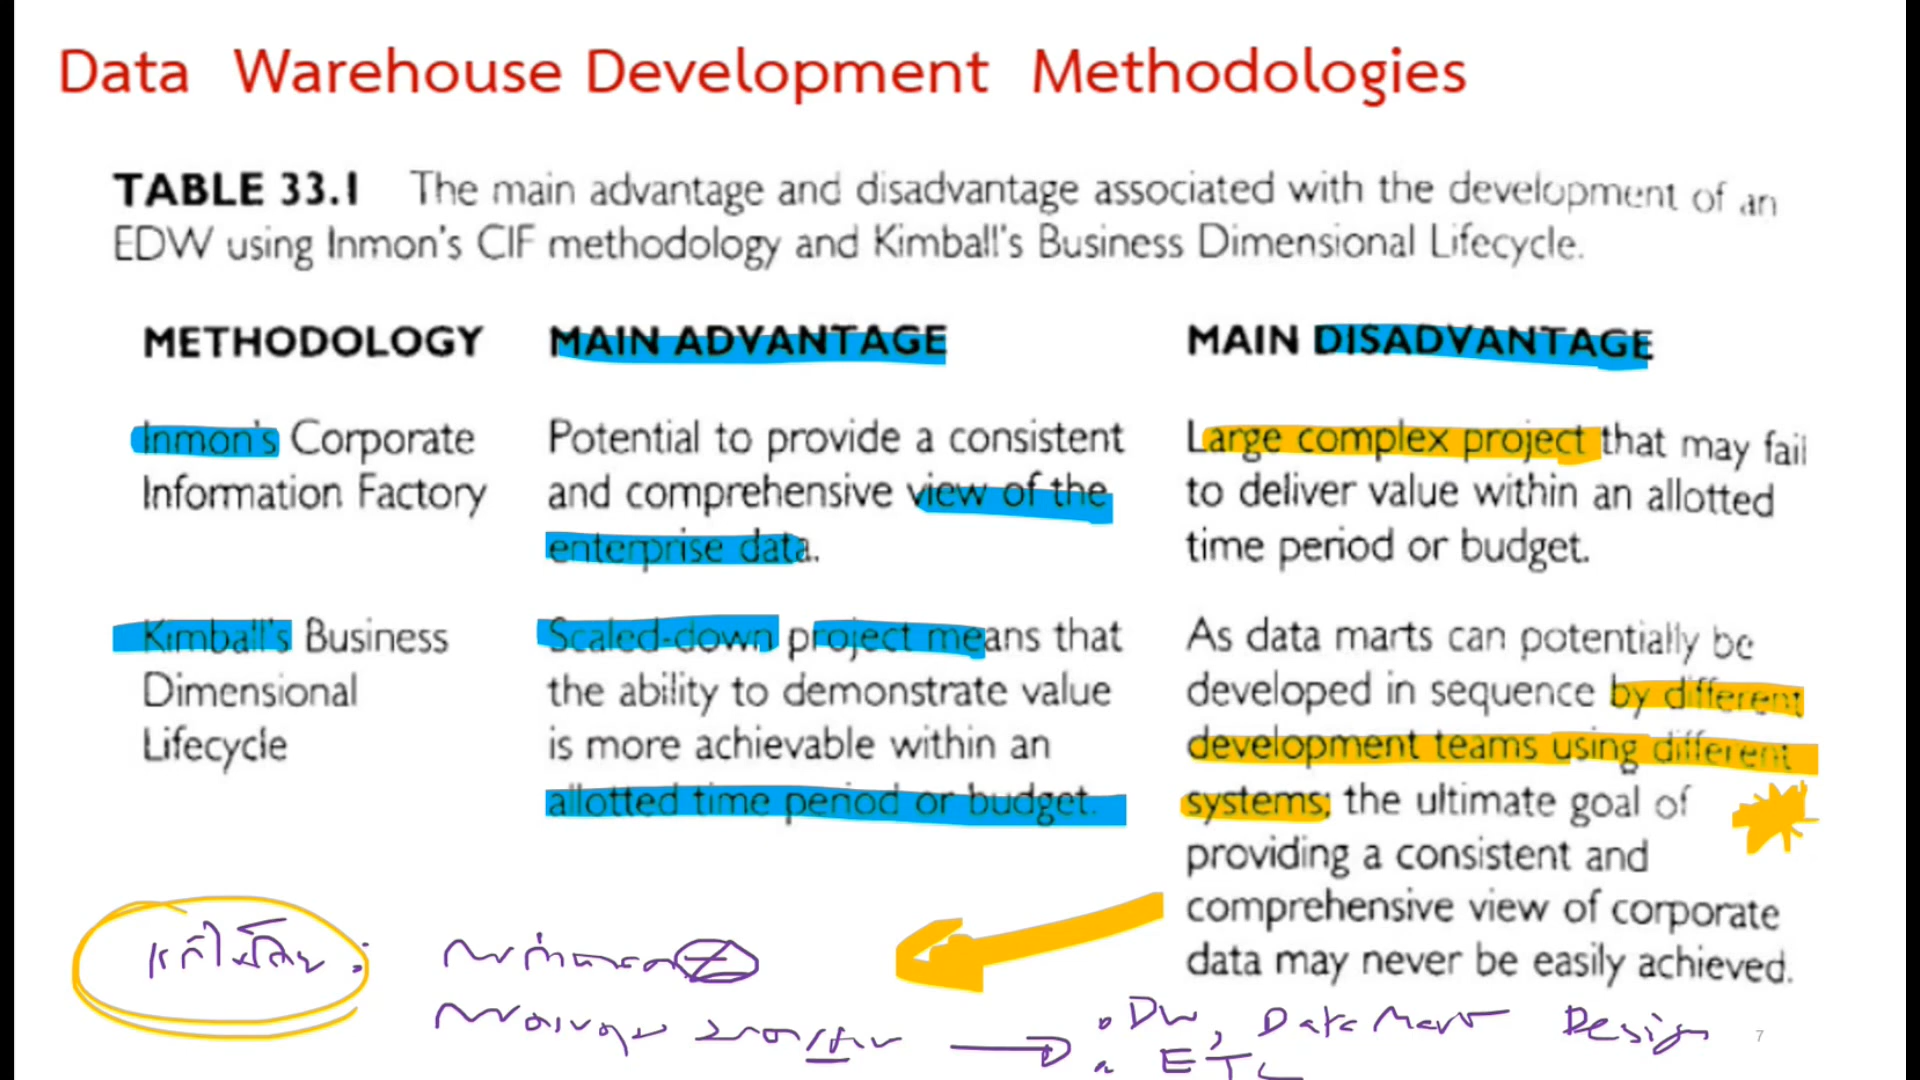 Data Warehouse Development Methodologies
TABLE 33.1 The main advantage and disadvantage associated with the development of an
EDW using Inmon's CIF methodology and Kimball's Business Dimensional Lifecycle.
METHODOLOGY
MAIN ADVANTAGE
MAIN DISADVANTAGE
Inmon's Corporate
Information Factory
Potential to provide a consistent
and comprehensive view of the
enterprise data.
Large complex project that may fail
to deliver value within an allotted
time period or budget.
Kimball's Business
Dimensional
Lifecycle
Scaled-down project means that
the ability to demonstrate value
is more achievable within an
allotted time period or budget.
As data marts can potentially be
developed in sequence by different
development teams using different
systems; the ultimate goal of
providing a consistent and
comprehensive view of corporate
data may never be easily achieved.
DW, Data Mart Design
ETL
7